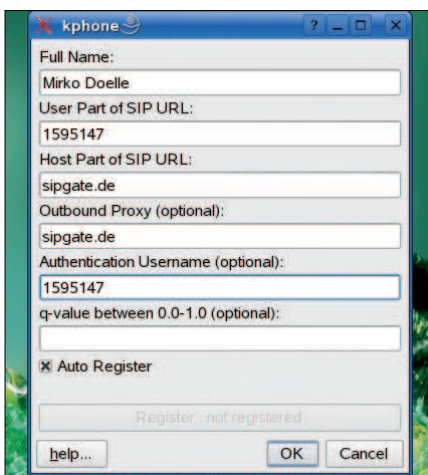 kphone
Full Name:
Mirko Doelle
User Part of SIP URL:
1595147
Host Part of SIP URL:
sipgate.de
Outbound Proxy (optional):
sipgate.de
Authentication Username (optional):
1595147
q-value between 0.0-1.0 (optional):
Auto Register
Register : not registered
help...
OK
Cancel